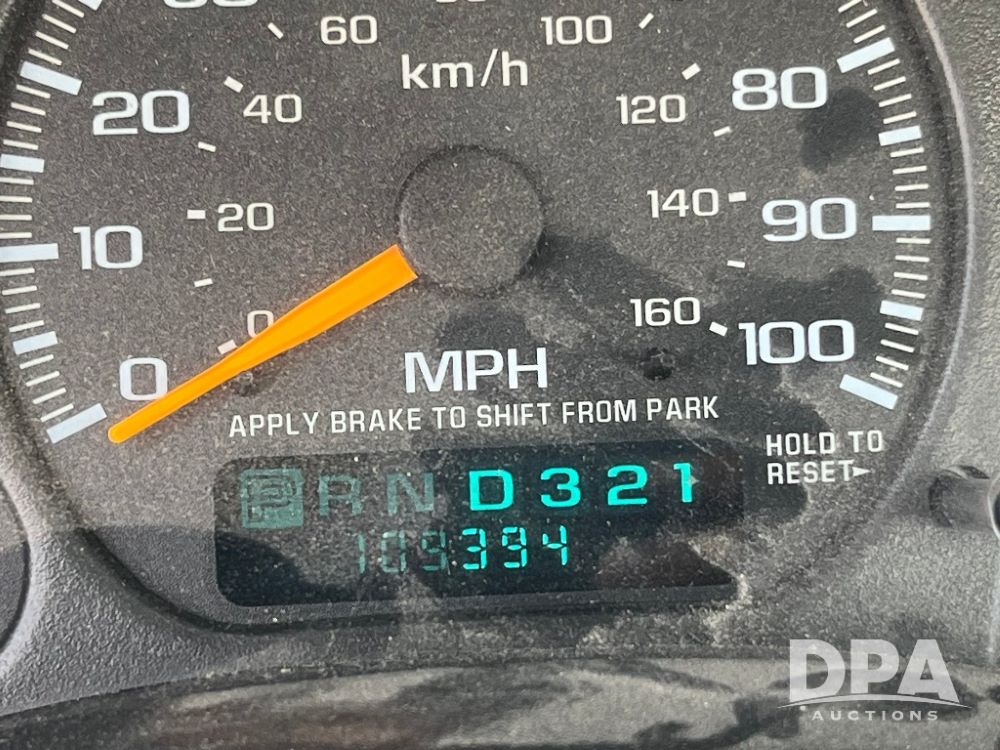 60 100
km/h
20 40 120 80
10 20 140 90
0 0 160 100
MPH
APPLY BRAKE TO SHIFT FROM PARK
HOLD TO
RESET
P R N D 3 2 1
109394
DPA
AUCTIONS